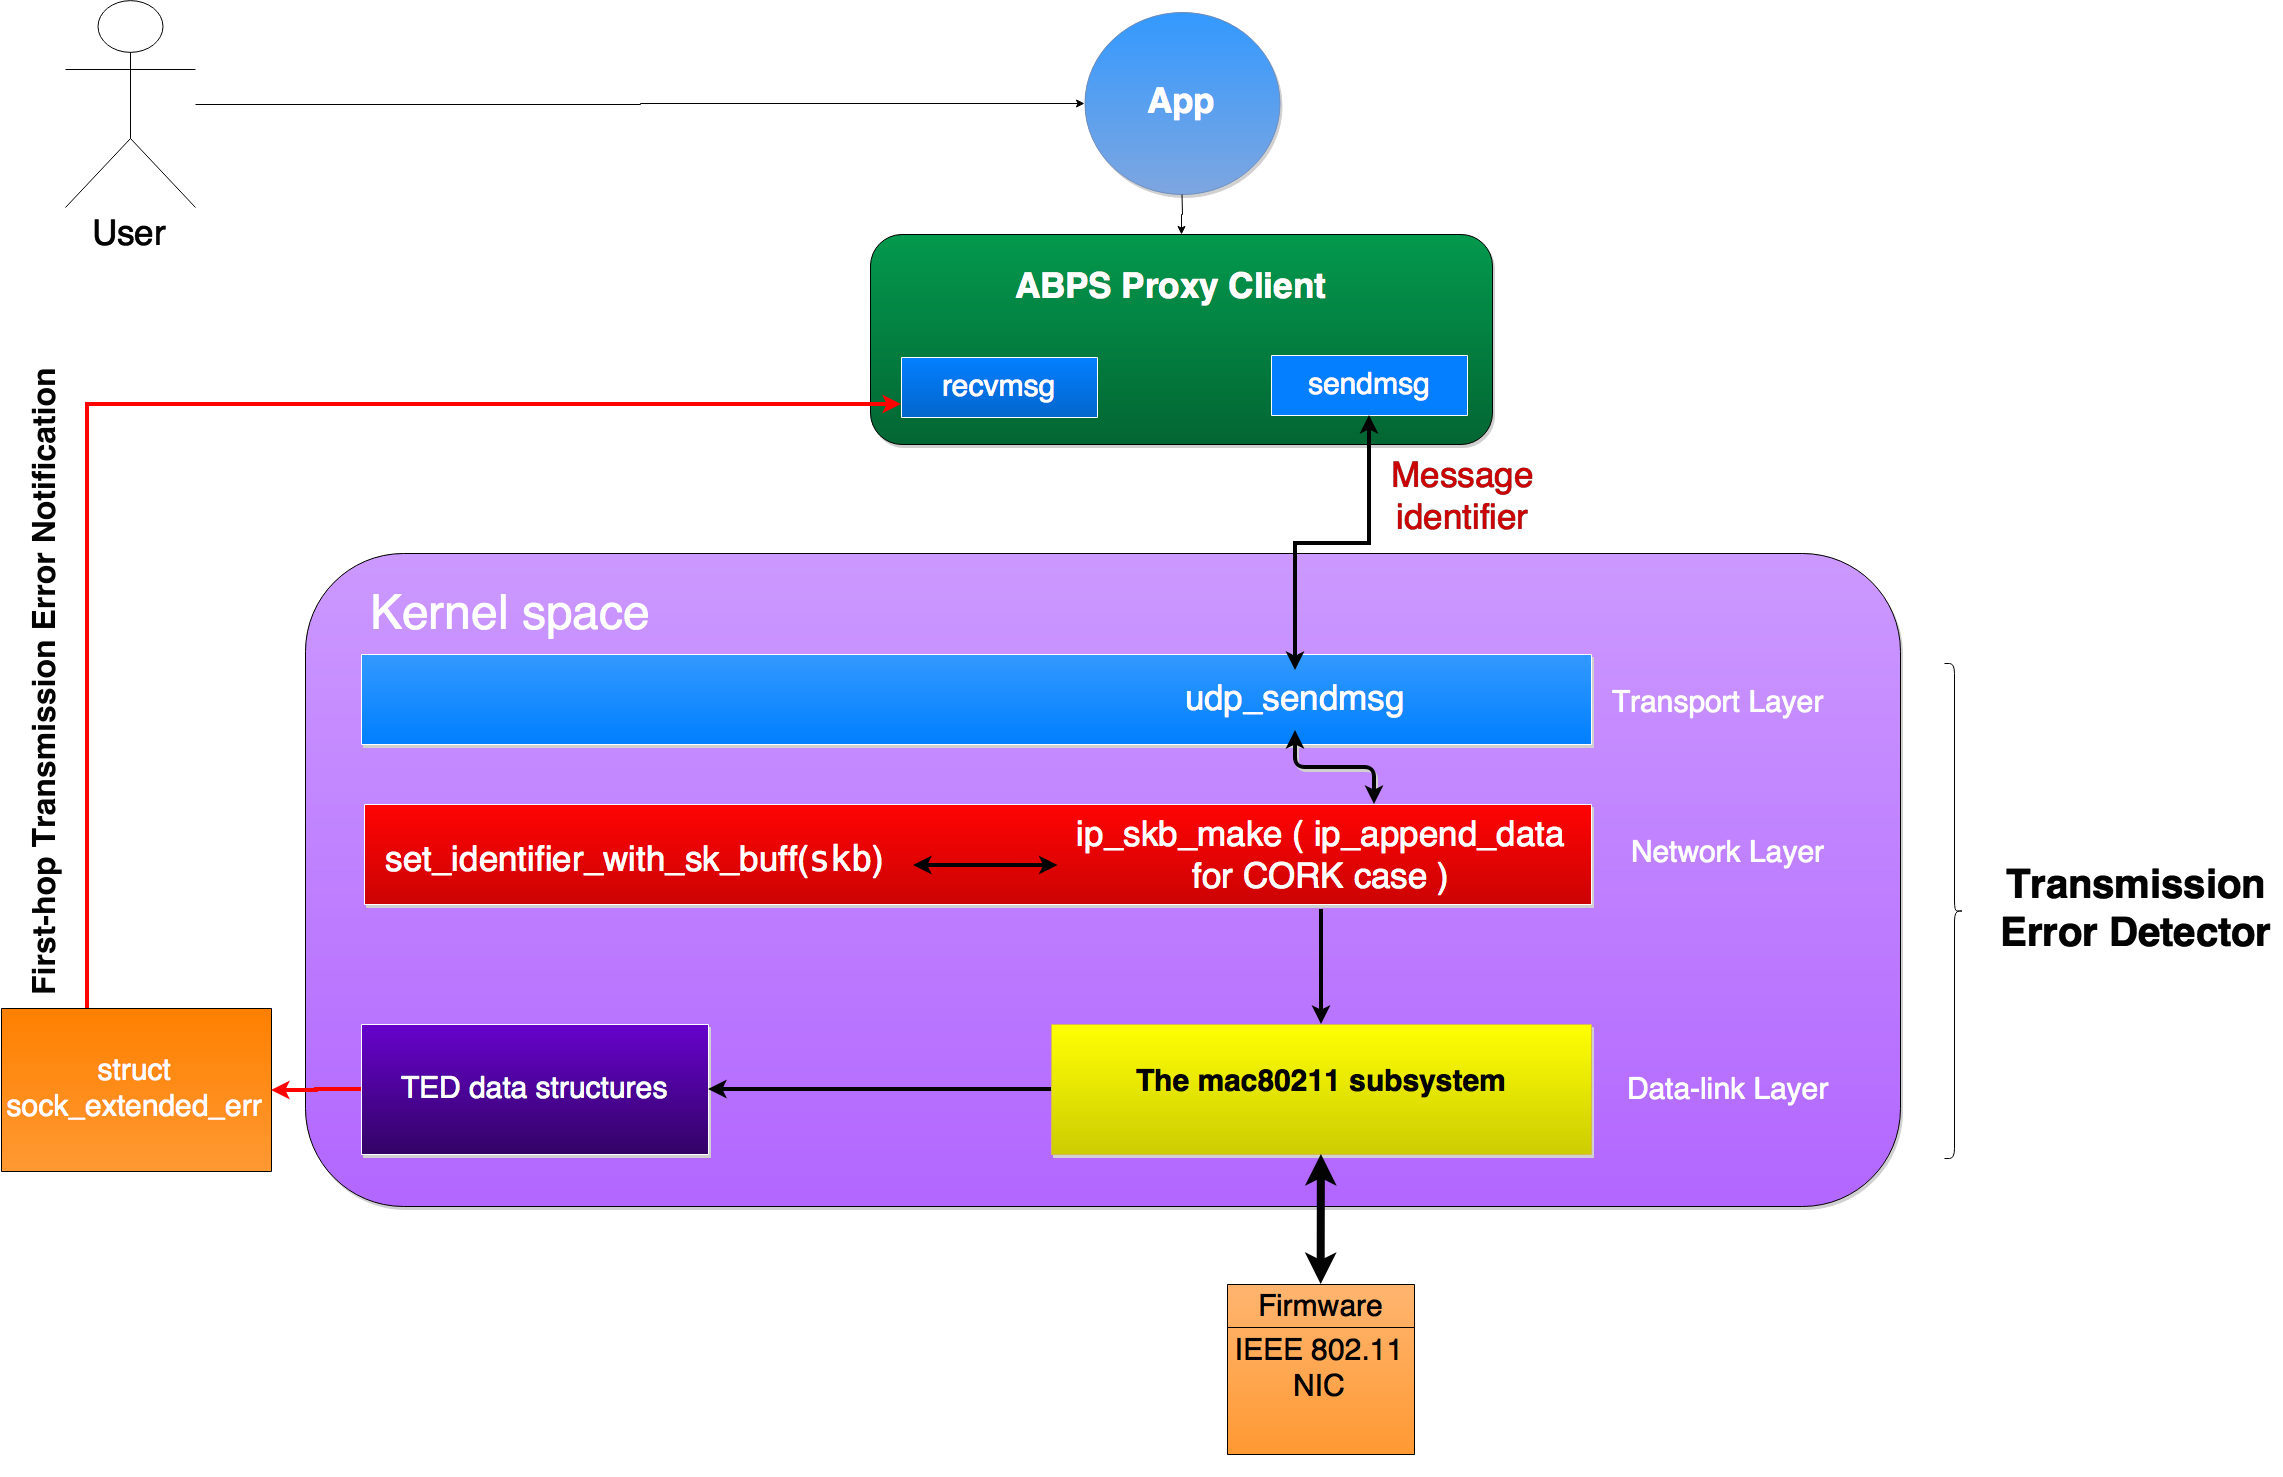 User
App
ABPS Proxy Client
recvmsg
sendmsg
Message
identifier
First-hop Transmission Error Notification
Kernel space
udp_sendmsg
Transport Layer
set_identifier_with_sk_buff(skb)
ip_skb_make ( ip_append_data
for CORK case )
Network Layer
Transmission
Error Detector
struct
sock_extended_err
TED data structures
The mac80211 subsystem
Data-link Layer
Firmware
IEEE 802.11
NIC